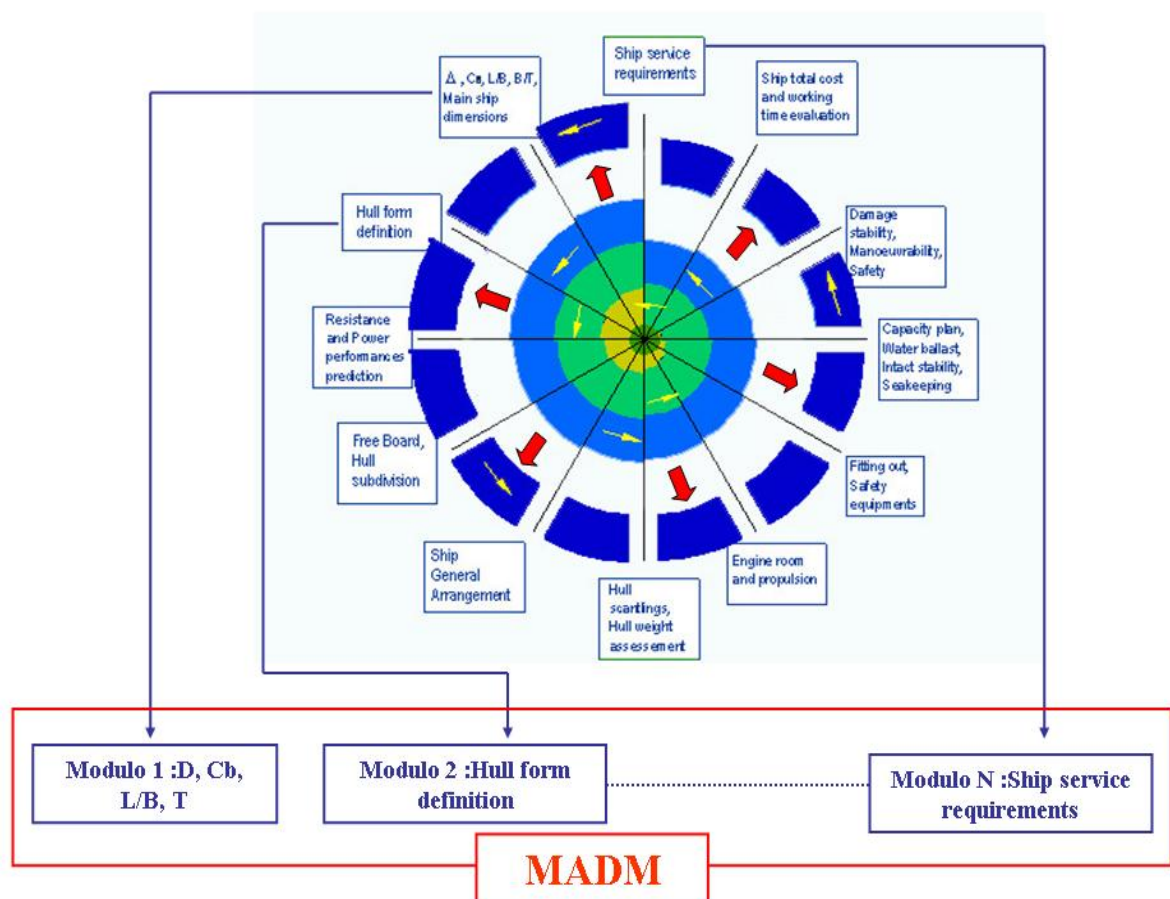 Ship service
requirements
Δ, Cв, L/B, B/T,
Main ship
dimensions
Ship total cost
and working
time evaluation
Hull form
definition
Damage
stability,
Manoeuvrability,
Safety
Resistance
and Power
performances
prediction
Capacity plan,
Water ballast,
Intact stability,
Seakeeping
Free Board,
Hull
subdivision
Fitting out,
Safety
equipments
Ship
General
Arrangement
Hull
scantlings,
Hull weight
assessement
Engine room
and propulsion
Modulo 1 :D, Cb,
L/B, T
Modulo 2 :Hull form
definition
Modulo N :Ship service
requirements
MADM